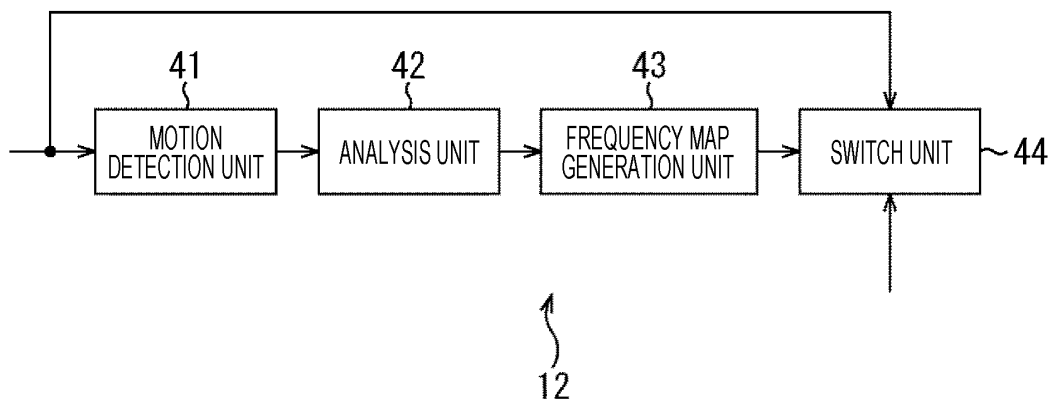 41
42
43
MOTION
DETECTION UNIT
ANALYSIS UNIT
FREQUENCY MAP
GENERATION UNIT
SWITCH UNIT
44
12